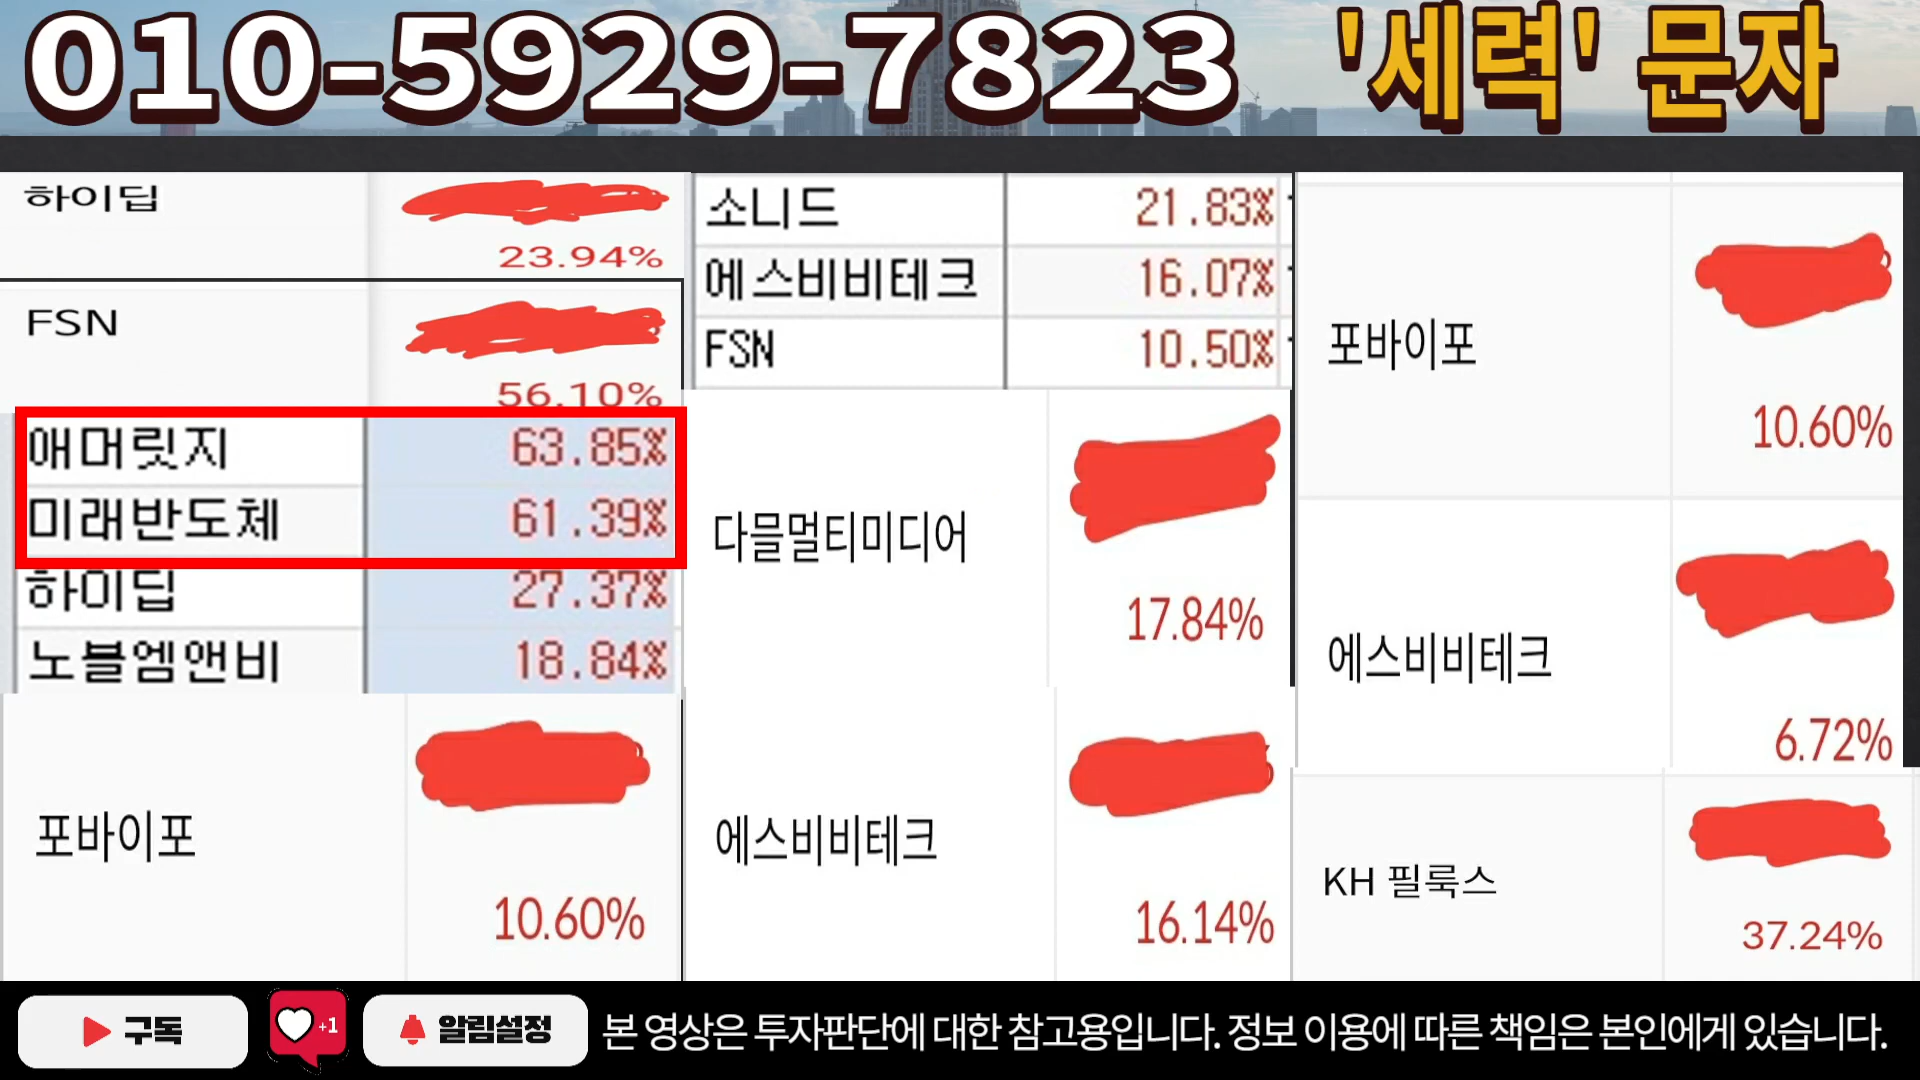 010-5929-7823 '세력' 문자
하이딥
23.94%
FSN
56.10%
애머릿지 63.85%
미래반도체 61.39%
하이딥 27.37%
노블엠앤비 18.84%
포바이포
10.60%
소니드 21.83%
에스비비테크 16.07%
FSN 10.50%
다믈멀티미디어
17.84%
에스비비테크
16.14%
포바이포
10.60%
에스비비테크
6.72%
KH 필룩스
37.24%
구독 +1 알림설정 본 영상은 투자판단에 대한 참고용입니다. 정보 이용에 따른 책임은 본인에게 있습니다.